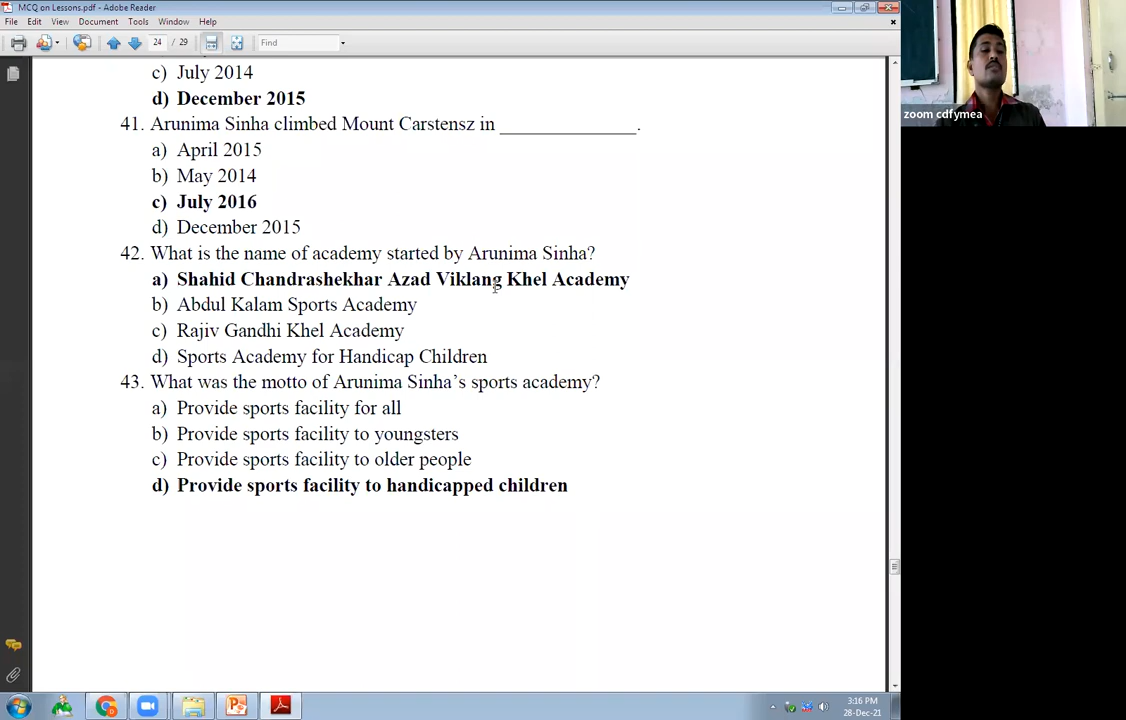 MCQ on Lessons.pdf - Adobe Reader
File Edit View Document Tools Window Help
24 / 29 Find
c) July 2014
d) December 2015
41. Arunima Sinha climbed Mount Carstensz in _______________.
a) April 2015
b) May 2014
c) July 2016
d) December 2015
42. What is the name of academy started by Arunima Sinha?
a) Shahid Chandrashekhar Azad Viklang Khel Academy
b) Abdul Kalam Sports Academy
c) Rajiv Gandhi Khel Academy
d) Sports Academy for Handicap Children
43. What was the motto of Arunima Sinha's sports academy?
a) Provide sports facility for all
b) Provide sports facility to youngsters
c) Provide sports facility to older people
d) Provide sports facility to handicapped children
zoom cdfymea
3:16 PM
28-Dec-21